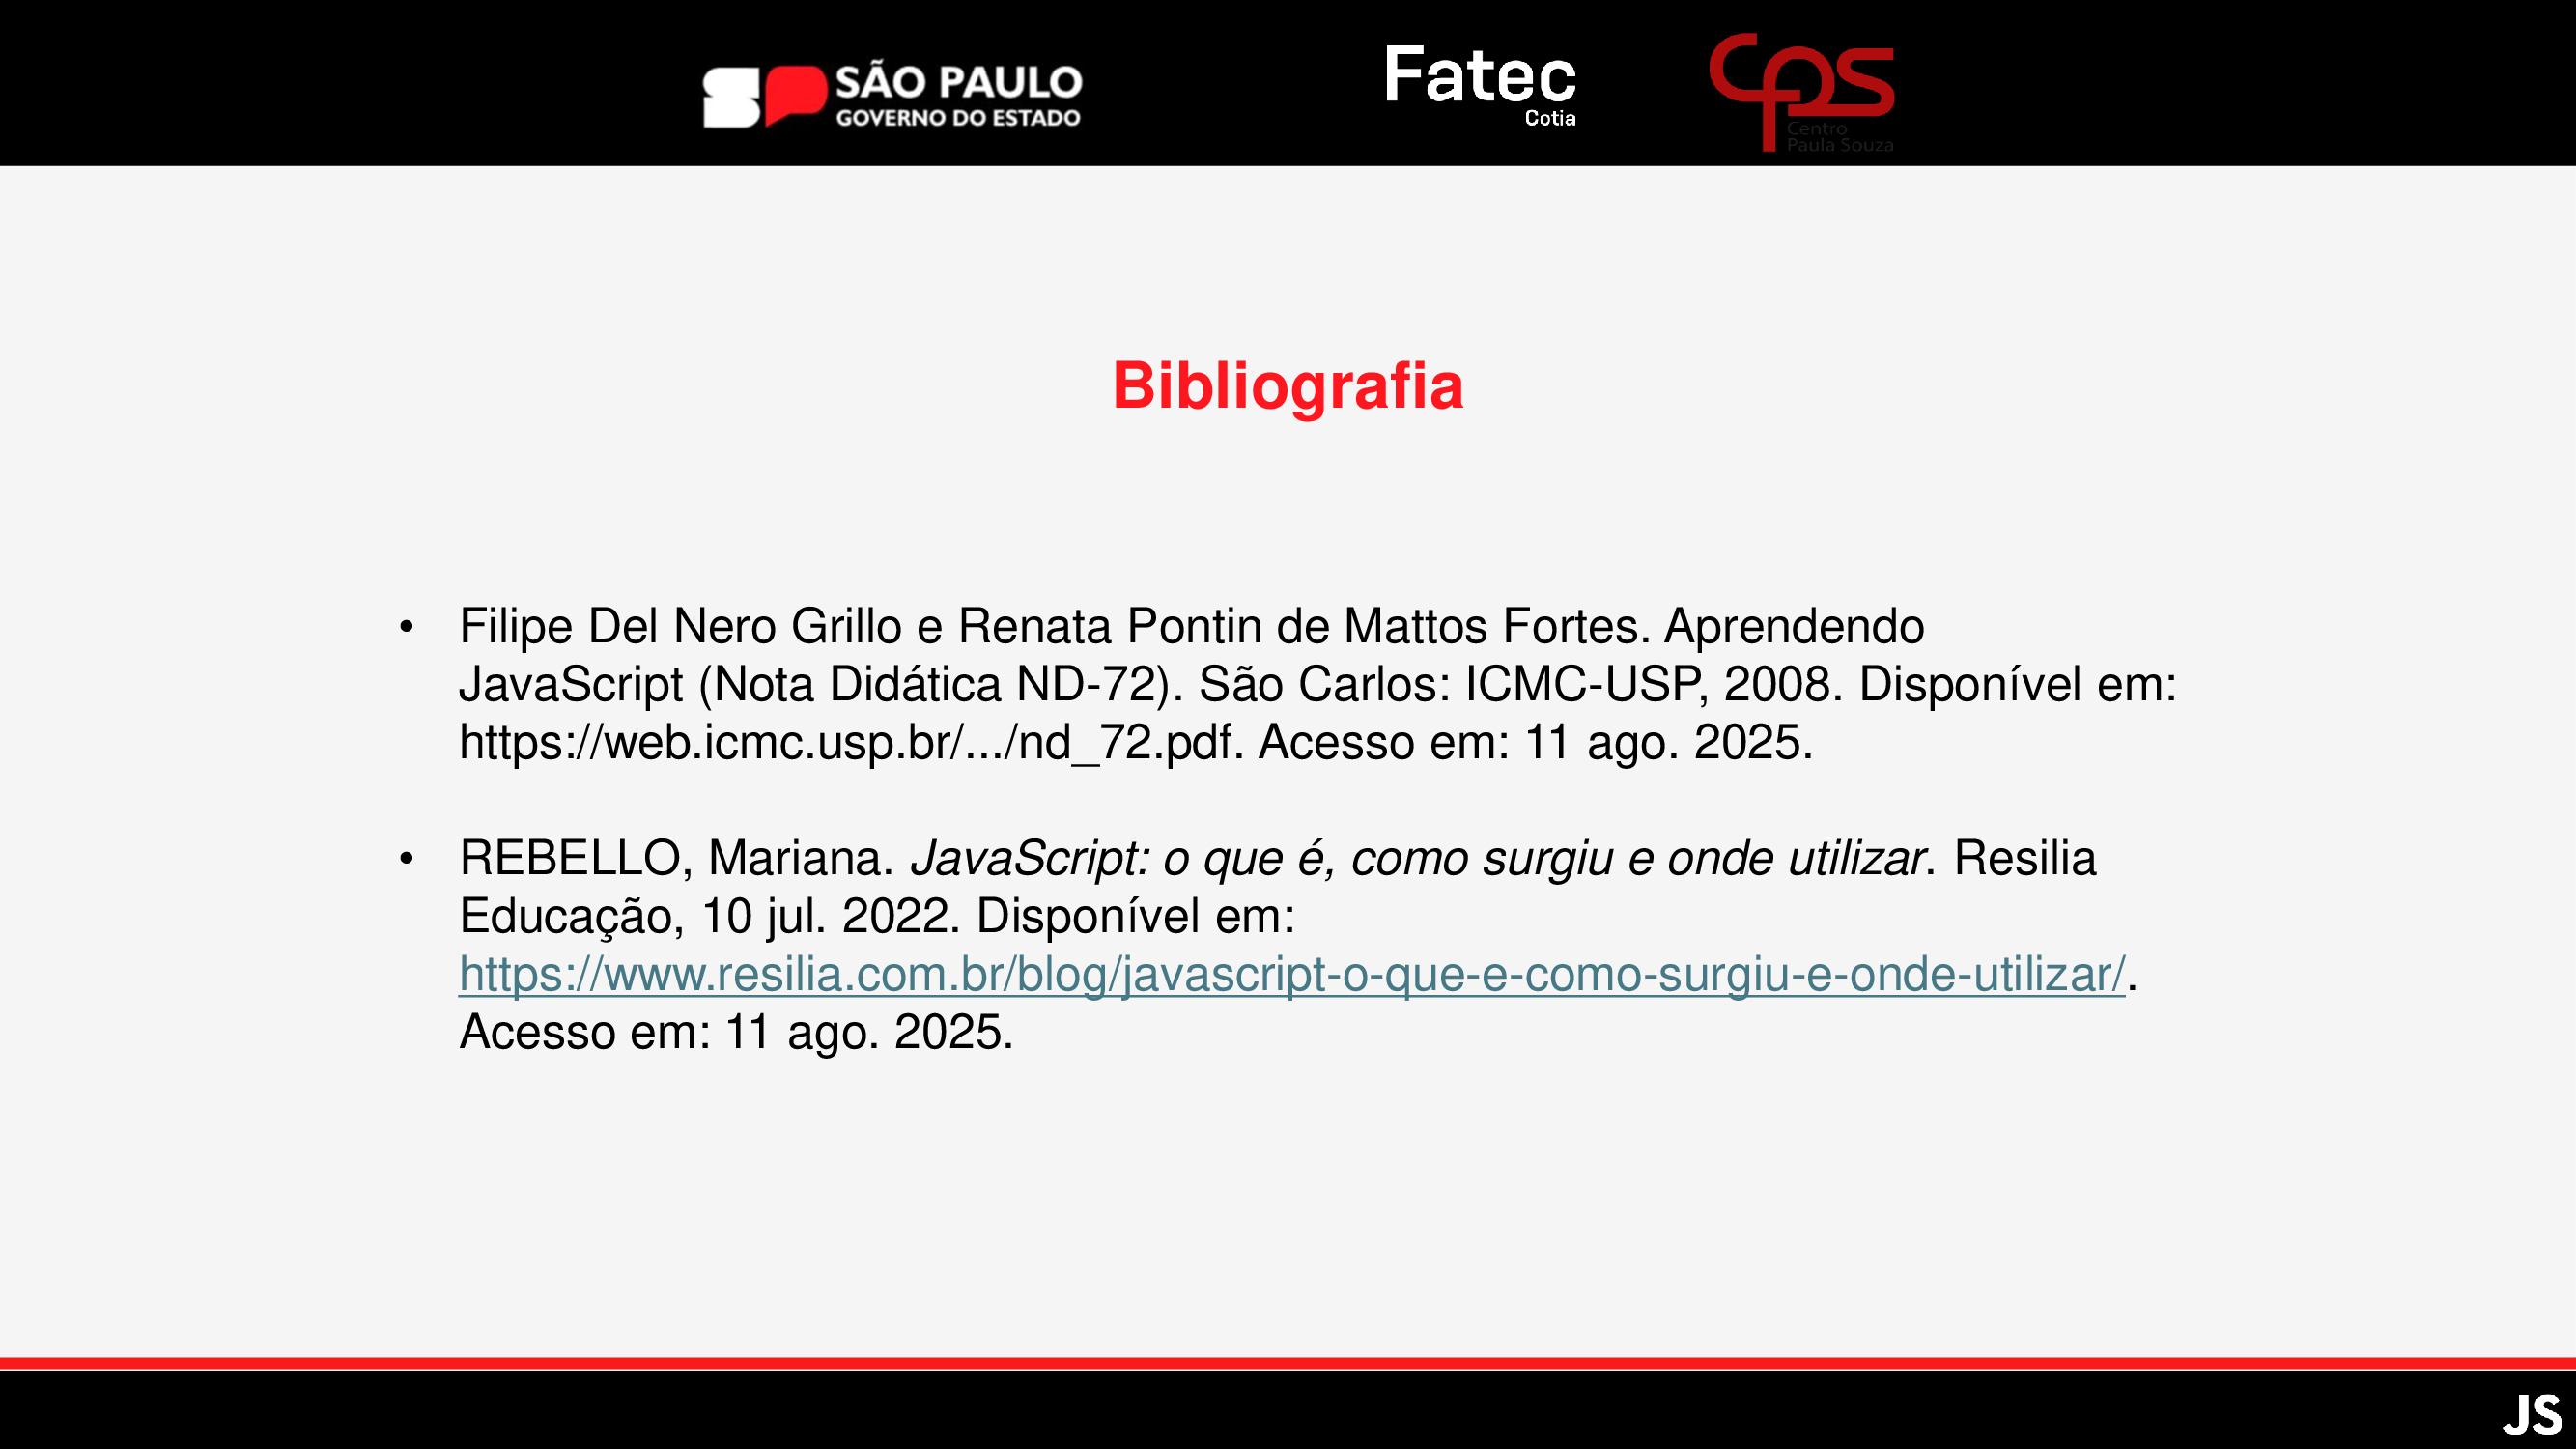 SÃO PAULO
GOVERNO DO ESTADO
Fatec
Cotia
CPS
Centro
Paula Souza
Bibliografia
• Filipe Del Nero Grillo e Renata Pontin de Mattos Fortes. Aprendendo
JavaScript (Nota Didática ND-72). São Carlos: ICMC-USP, 2008. Disponível em:
https://web.icmc.usp.br/.../nd_72.pdf. Acesso em: 11 ago. 2025.
• REBELLO, Mariana. JavaScript: o que é, como surgiu e onde utilizar. Resilia
Educação, 10 jul. 2022. Disponível em:
https://www.resilia.com.br/blog/javascript-o-que-e-como-surgiu-e-onde-utilizar/.
Acesso em: 11 ago. 2025.
JS